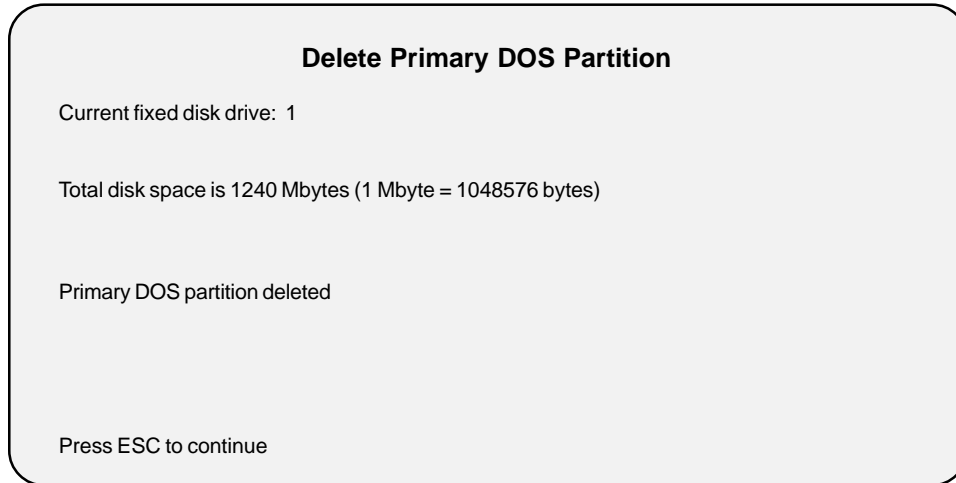 Delete Primary DOS Partition
Current fixed disk drive: 1
Total disk space is 1240 Mbytes (1 Mbyte = 1048576 bytes)
Primary DOS partition deleted
Press ESC to continue